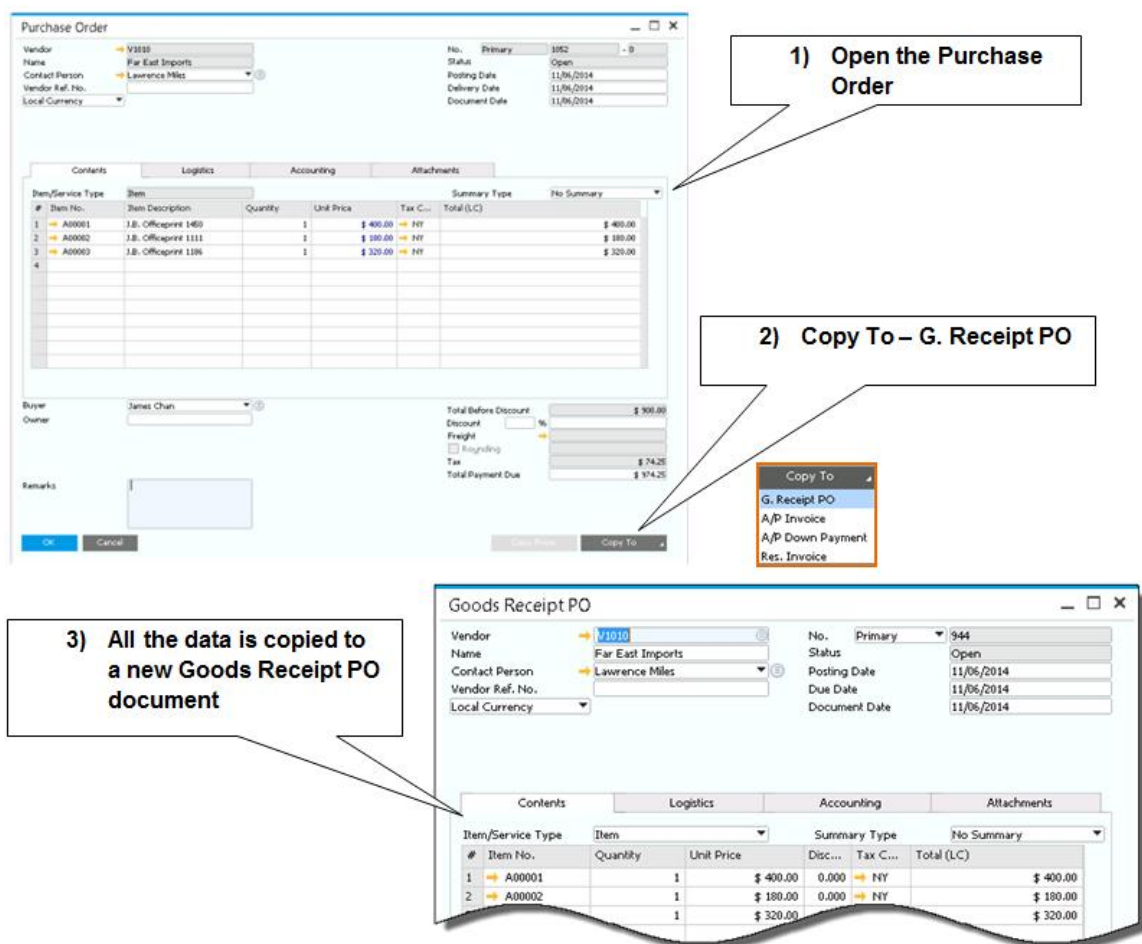 Purchase Order
Vendor V1010 No. Primary 1052 - 0
Name Far East Imports Status Open
Contact Person Lawrence Miles Posting Date 11/06/2014
Vendor Ref. No. Delivery Date 11/06/2014
Local Currency Document Date 11/06/2014
1) Open the Purchase
Order
Contents Logistics Accounting Attachments
Item/Service Type Item Summary Type No Summary
# Item No. Item Description Quantity Unit Price Tax C... Total (LC)
1 A00001 J.B. Officeprint 1450 1 $ 400.00 NY $ 400.00
2 A00002 J.B. Officeprint 1111 1 $ 180.00 NY $ 180.00
3 A00003 J.B. Officeprint 1186 1 $ 320.00 NY $ 320.00
4
2) Copy To – G. Receipt PO
Buyer James Chan Total Before Discount $ 900.00
Owner Discount %
Freight
Rounding
Tax $ 74.25
Total Payment Due $ 974.25
Remarks
OK Cancel Copy From Copy To
Copy To
G. Receipt PO
A/P Invoice
A/P Down Payment
Res. Invoice
3) All the data is copied to
a new Goods Receipt PO
document
Goods Receipt PO
Vendor V1010 No. Primary 944
Name Far East Imports Status Open
Contact Person Lawrence Miles Posting Date 11/06/2014
Vendor Ref. No. Due Date 11/06/2014
Local Currency Document Date 11/06/2014
Contents Logistics Accounting Attachments
Item/Service Type Item Summary Type No Summary
# Item No. Quantity Unit Price Disc... Tax C... Total (LC)
1 A00001 1 $ 400.00 0.000 NY $ 400.00
2 A00002 1 $ 180.00 0.000 NY $ 180.00
1 $ 320.00 $ 320.00